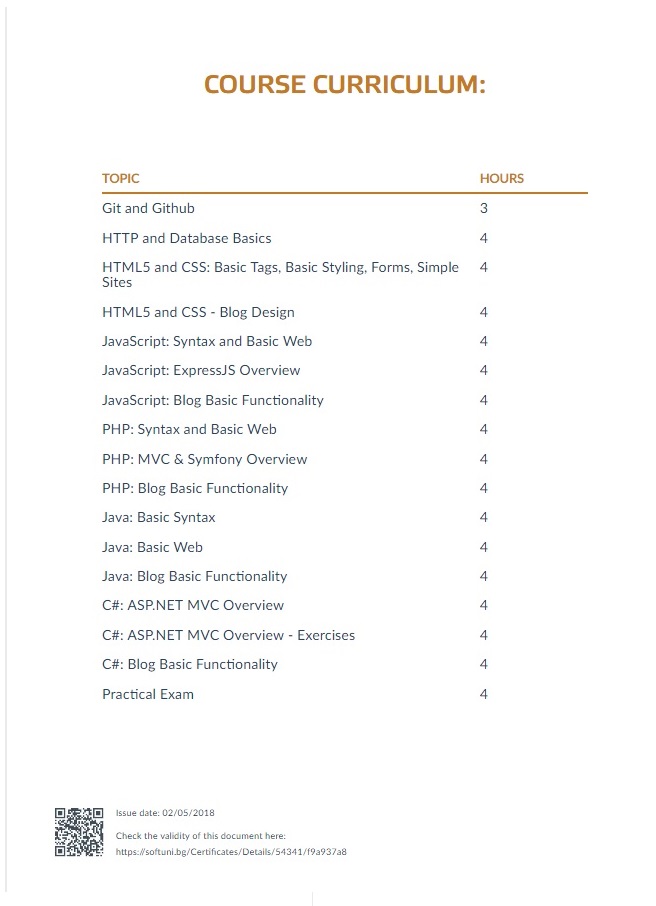 COURSE CURRICULUM:
TOPIC HOURS
Git and Github 3
HTTP and Database Basics 4
HTML5 and CSS: Basic Tags, Basic Styling, Forms, Simple 4
Sites
HTML5 and CSS - Blog Design 4
JavaScript: Syntax and Basic Web 4
JavaScript: ExpressJS Overview 4
JavaScript: Blog Basic Functionality 4
PHP: Syntax and Basic Web 4
PHP: MVC & Symfony Overview 4
PHP: Blog Basic Functionality 4
Java: Basic Syntax 4
Java: Basic Web 4
Java: Blog Basic Functionality 4
C#: ASP.NET MVC Overview 4
C#: ASP.NET MVC Overview - Exercises 4
C#: Blog Basic Functionality 4
Practical Exam 4
Issue date: 02/05/2018
Check the validity of this document here:
https://softuni.bg/Certificates/Details/54341/f9a937a8